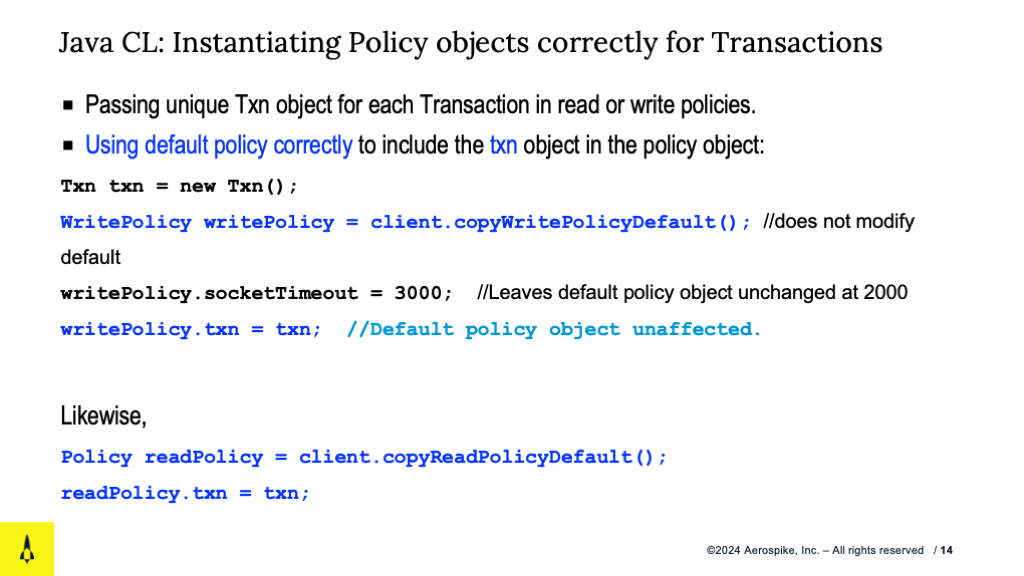 Java CL: Instantiating Policy objects correctly for Transactions
▪ Passing unique Txn object for each Transaction in read or write policies.
▪ Using default policy correctly to include the txn object in the policy object:
Txn txn = new Txn();
WritePolicy writePolicy = client.copyWritePolicyDefault(); //does not modify
default
writePolicy.socketTimeout = 3000; //Leaves default policy object unchanged at 2000
writePolicy.txn = txn; //Default policy object unaffected.
Likewise,
Policy readPolicy = client.copyReadPolicyDefault();
readPolicy.txn = txn;
©2024 Aerospike, Inc. – All rights reserved / 14